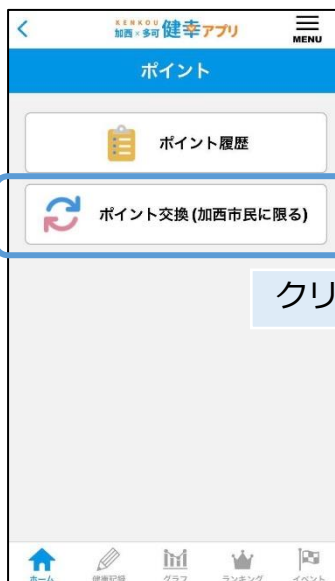 KENKOU
加西×多可 健幸アプリ
MENU
ポイント
ポイント履歴
ポイント交換(加西市民に限る)
クリ
ホーム 健康記録 グラフ ランキング イベント